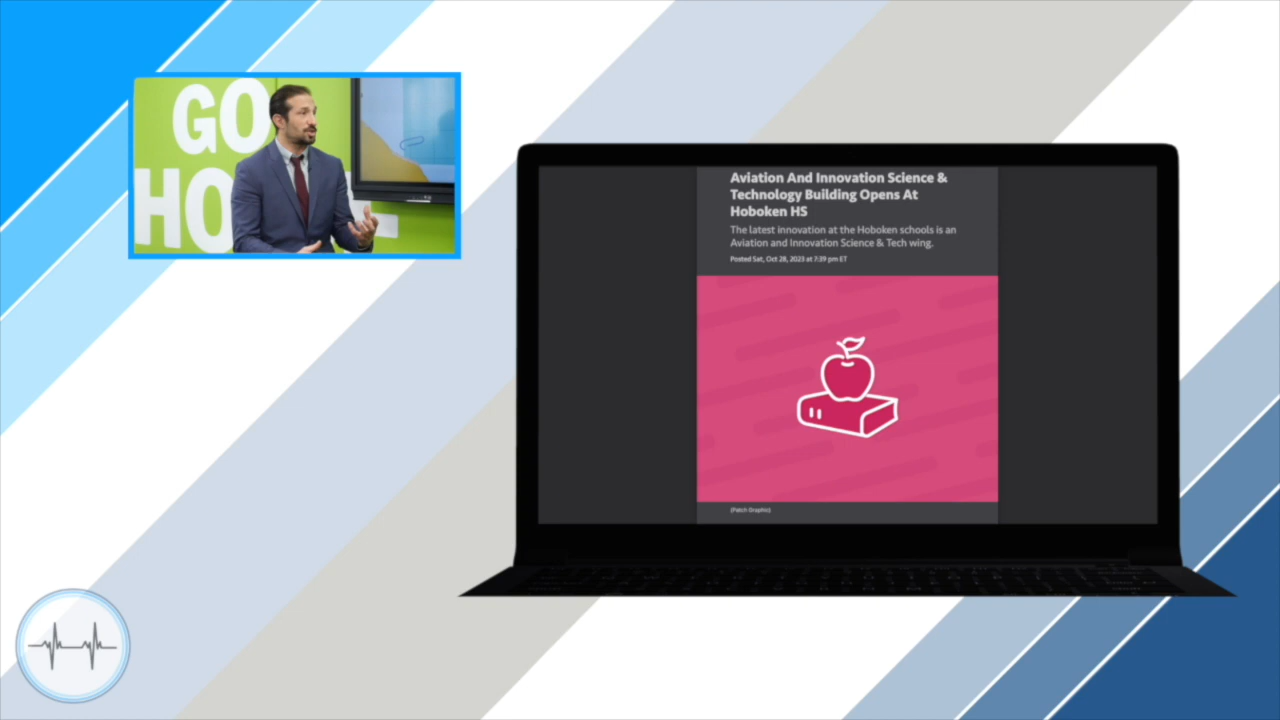 GO
HO
Aviation And Innovation Science &
Technology Building Opens At
Hoboken HS
The latest innovation at the Hoboken schools is an
Aviation and Innovation Science & Tech wing.
Posted Sat, Oct 28, 2023 at 7:39 pm ET
(Patch Graphic)